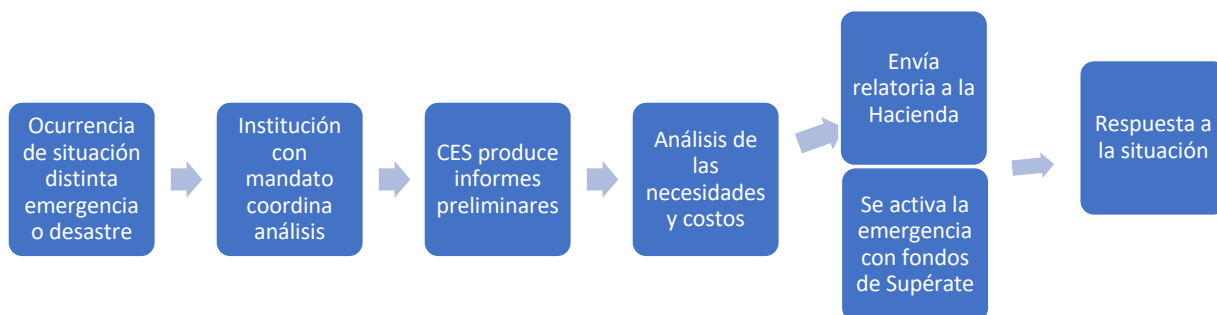 Ocurrencia
de situación
distinta
emergencia
o desastre
Institución
con
mandato
coordina
análisis
CES produce
informes
preliminares
Análisis de
las
necesidades
y costos
Envía
relatoria a la
Hacienda
Se activa la
emergencia
con fondos
de Supérate
Respuesta a
la situación